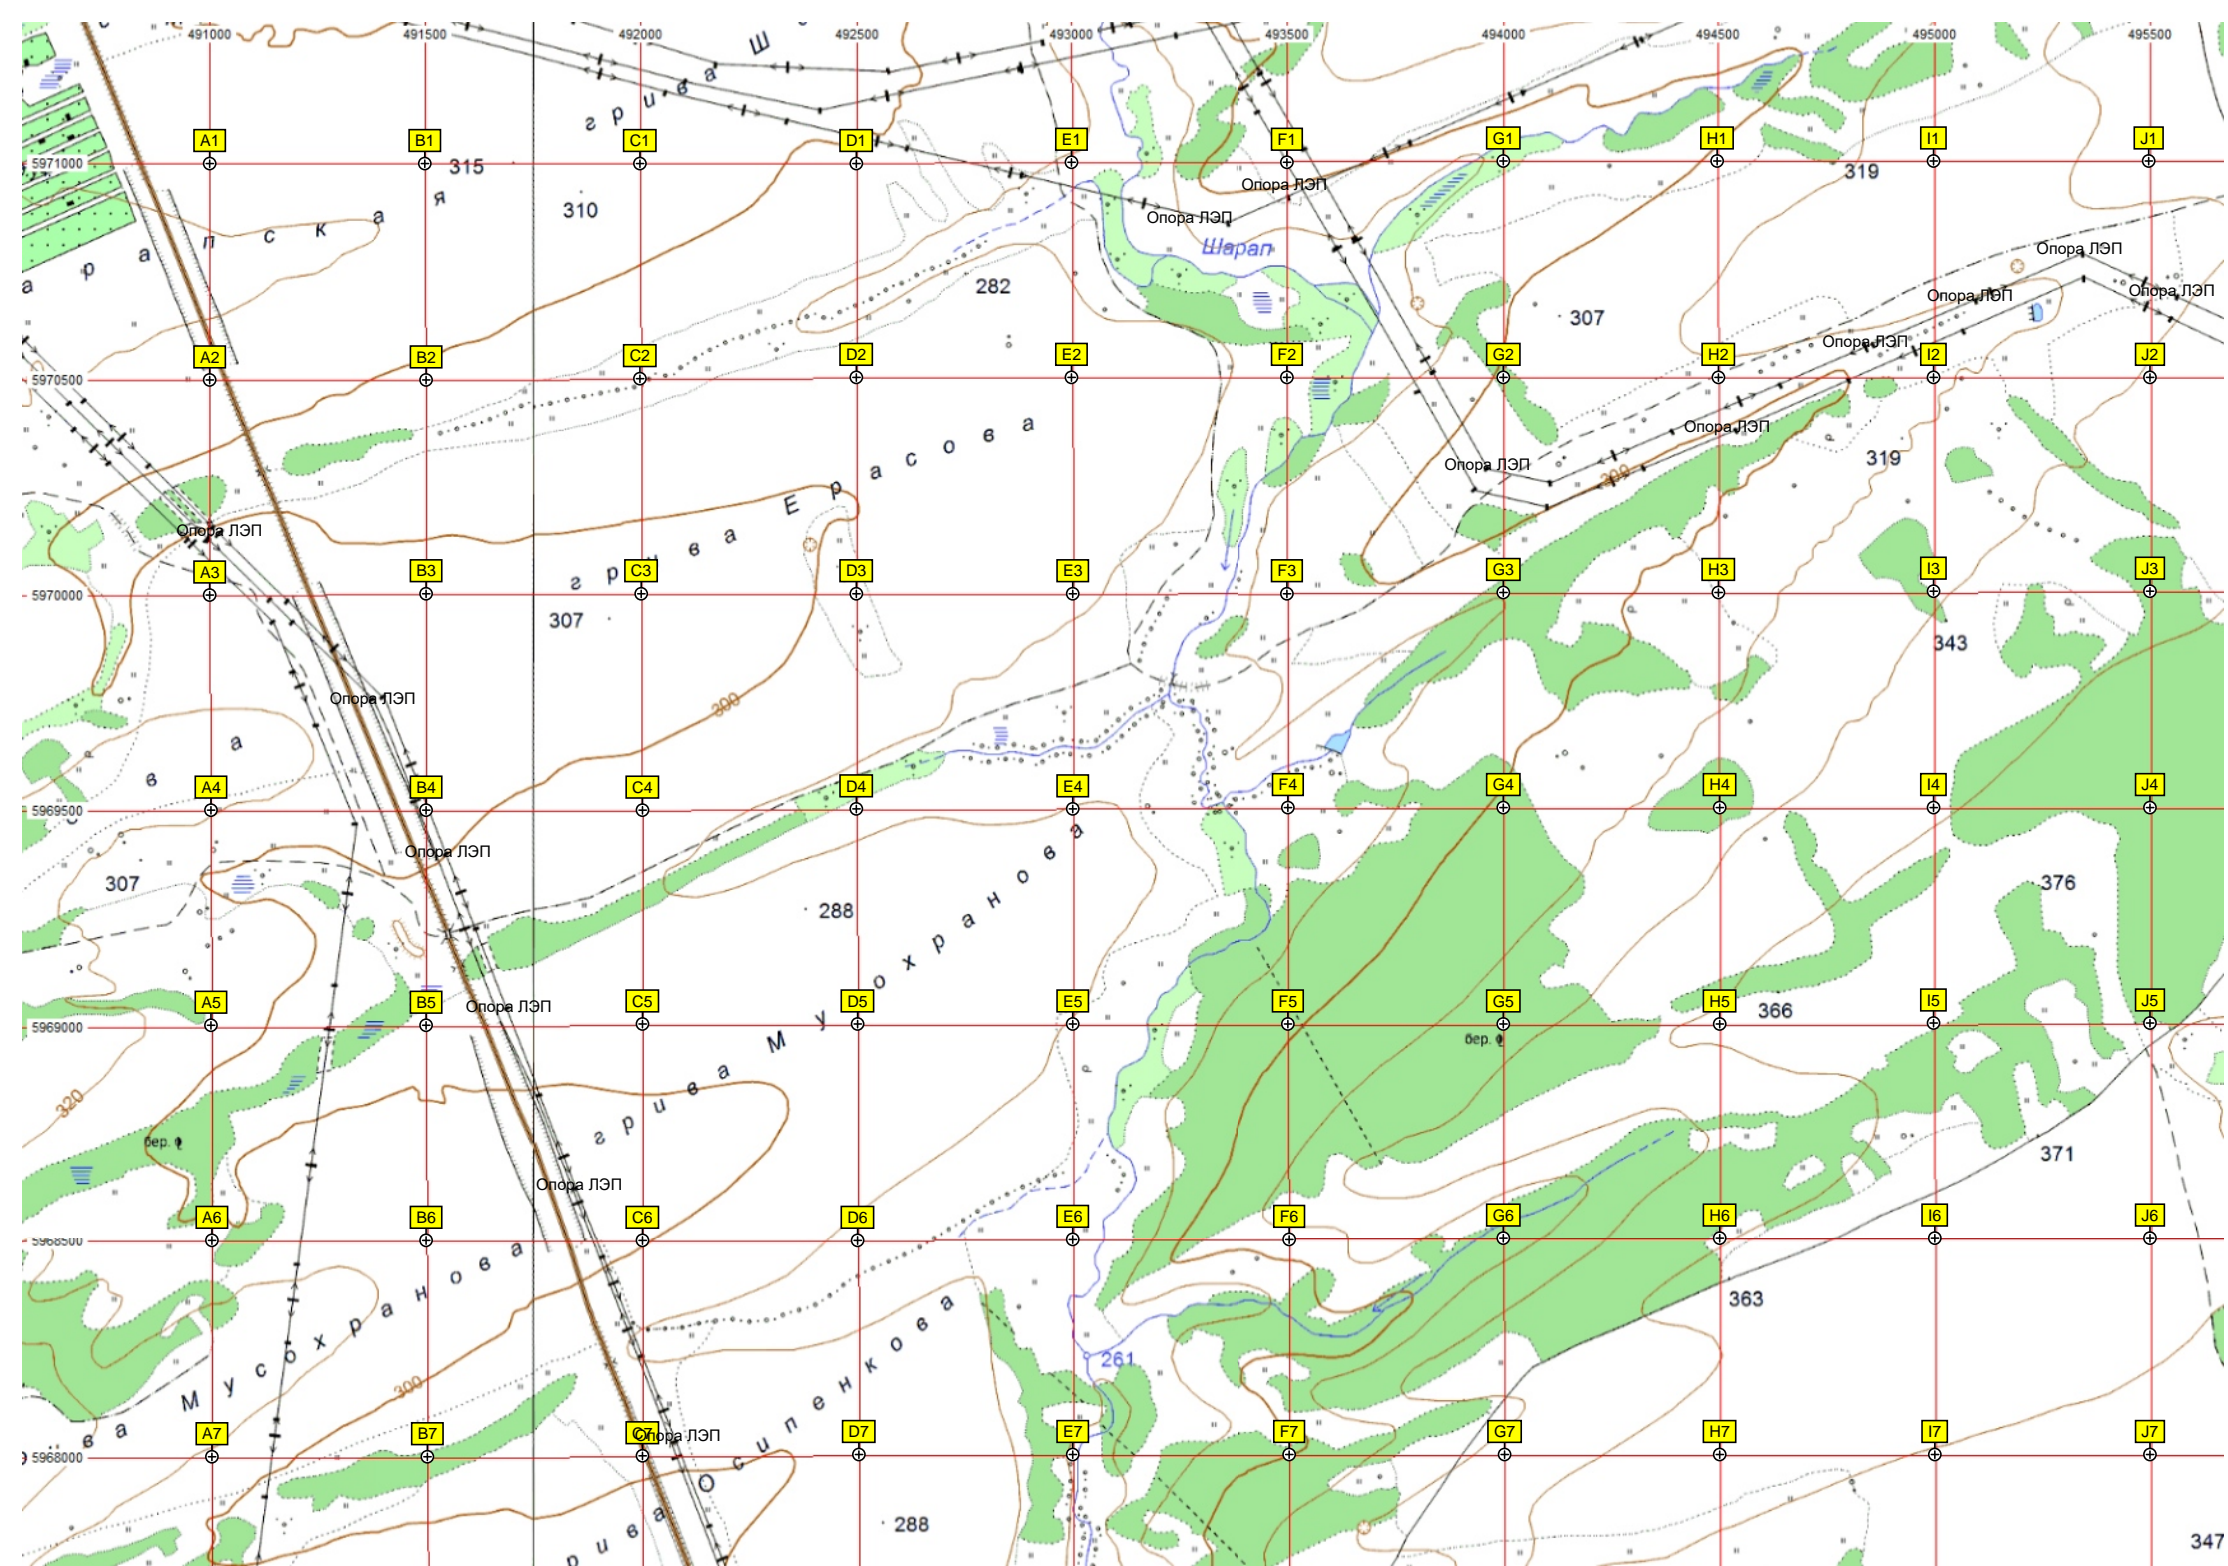 491000 491500 492000 492500 493000 493500 494000 494500 495000 495500
Ш
г р и в а
A1 B1 C1 D1 E1 F1 G1 H1 I1 J1
5971000
315
319
310
Опора ЛЭП
Опора ЛЭП
а р а п с к а я
Шарап
Опора ЛЭП
282
Опора ЛЭП
Опора ЛЭП
307
Опора ЛЭП
A2 B2 C2 D2 E2 F2 G2 H2 I2 J2
5970500
Опора ЛЭП
319
Опора ЛЭП
300
г р и в а Е р а с о в а
Опора ЛЭП
A3 B3 C3 D3 E3 F3 G3 H3 I3 J3
5970000
307
343
Опора ЛЭП
300
в а
A4 B4 C4 D4 E4 F4 G4 H4 I4 J4
5969500
Опора ЛЭП
307
288
376
г р и в а М у с о х р а н о в а
A5 B5 C5 D5 E5 F5 G5 H5 I5 J5
Опора ЛЭП
366
5969000
бер.
320
бер.
371
Опора ЛЭП
A6 B6 C6 D6 E6 F6 G6 H6 I6 J6
5968500
363
261
300
в а М у с о х р а н о в а
A7 B7 C7 D7 E7 F7 G7 H7 I7 J7
Опора ЛЭП
5968000
р и в а О с и п е н к о в а
288
347